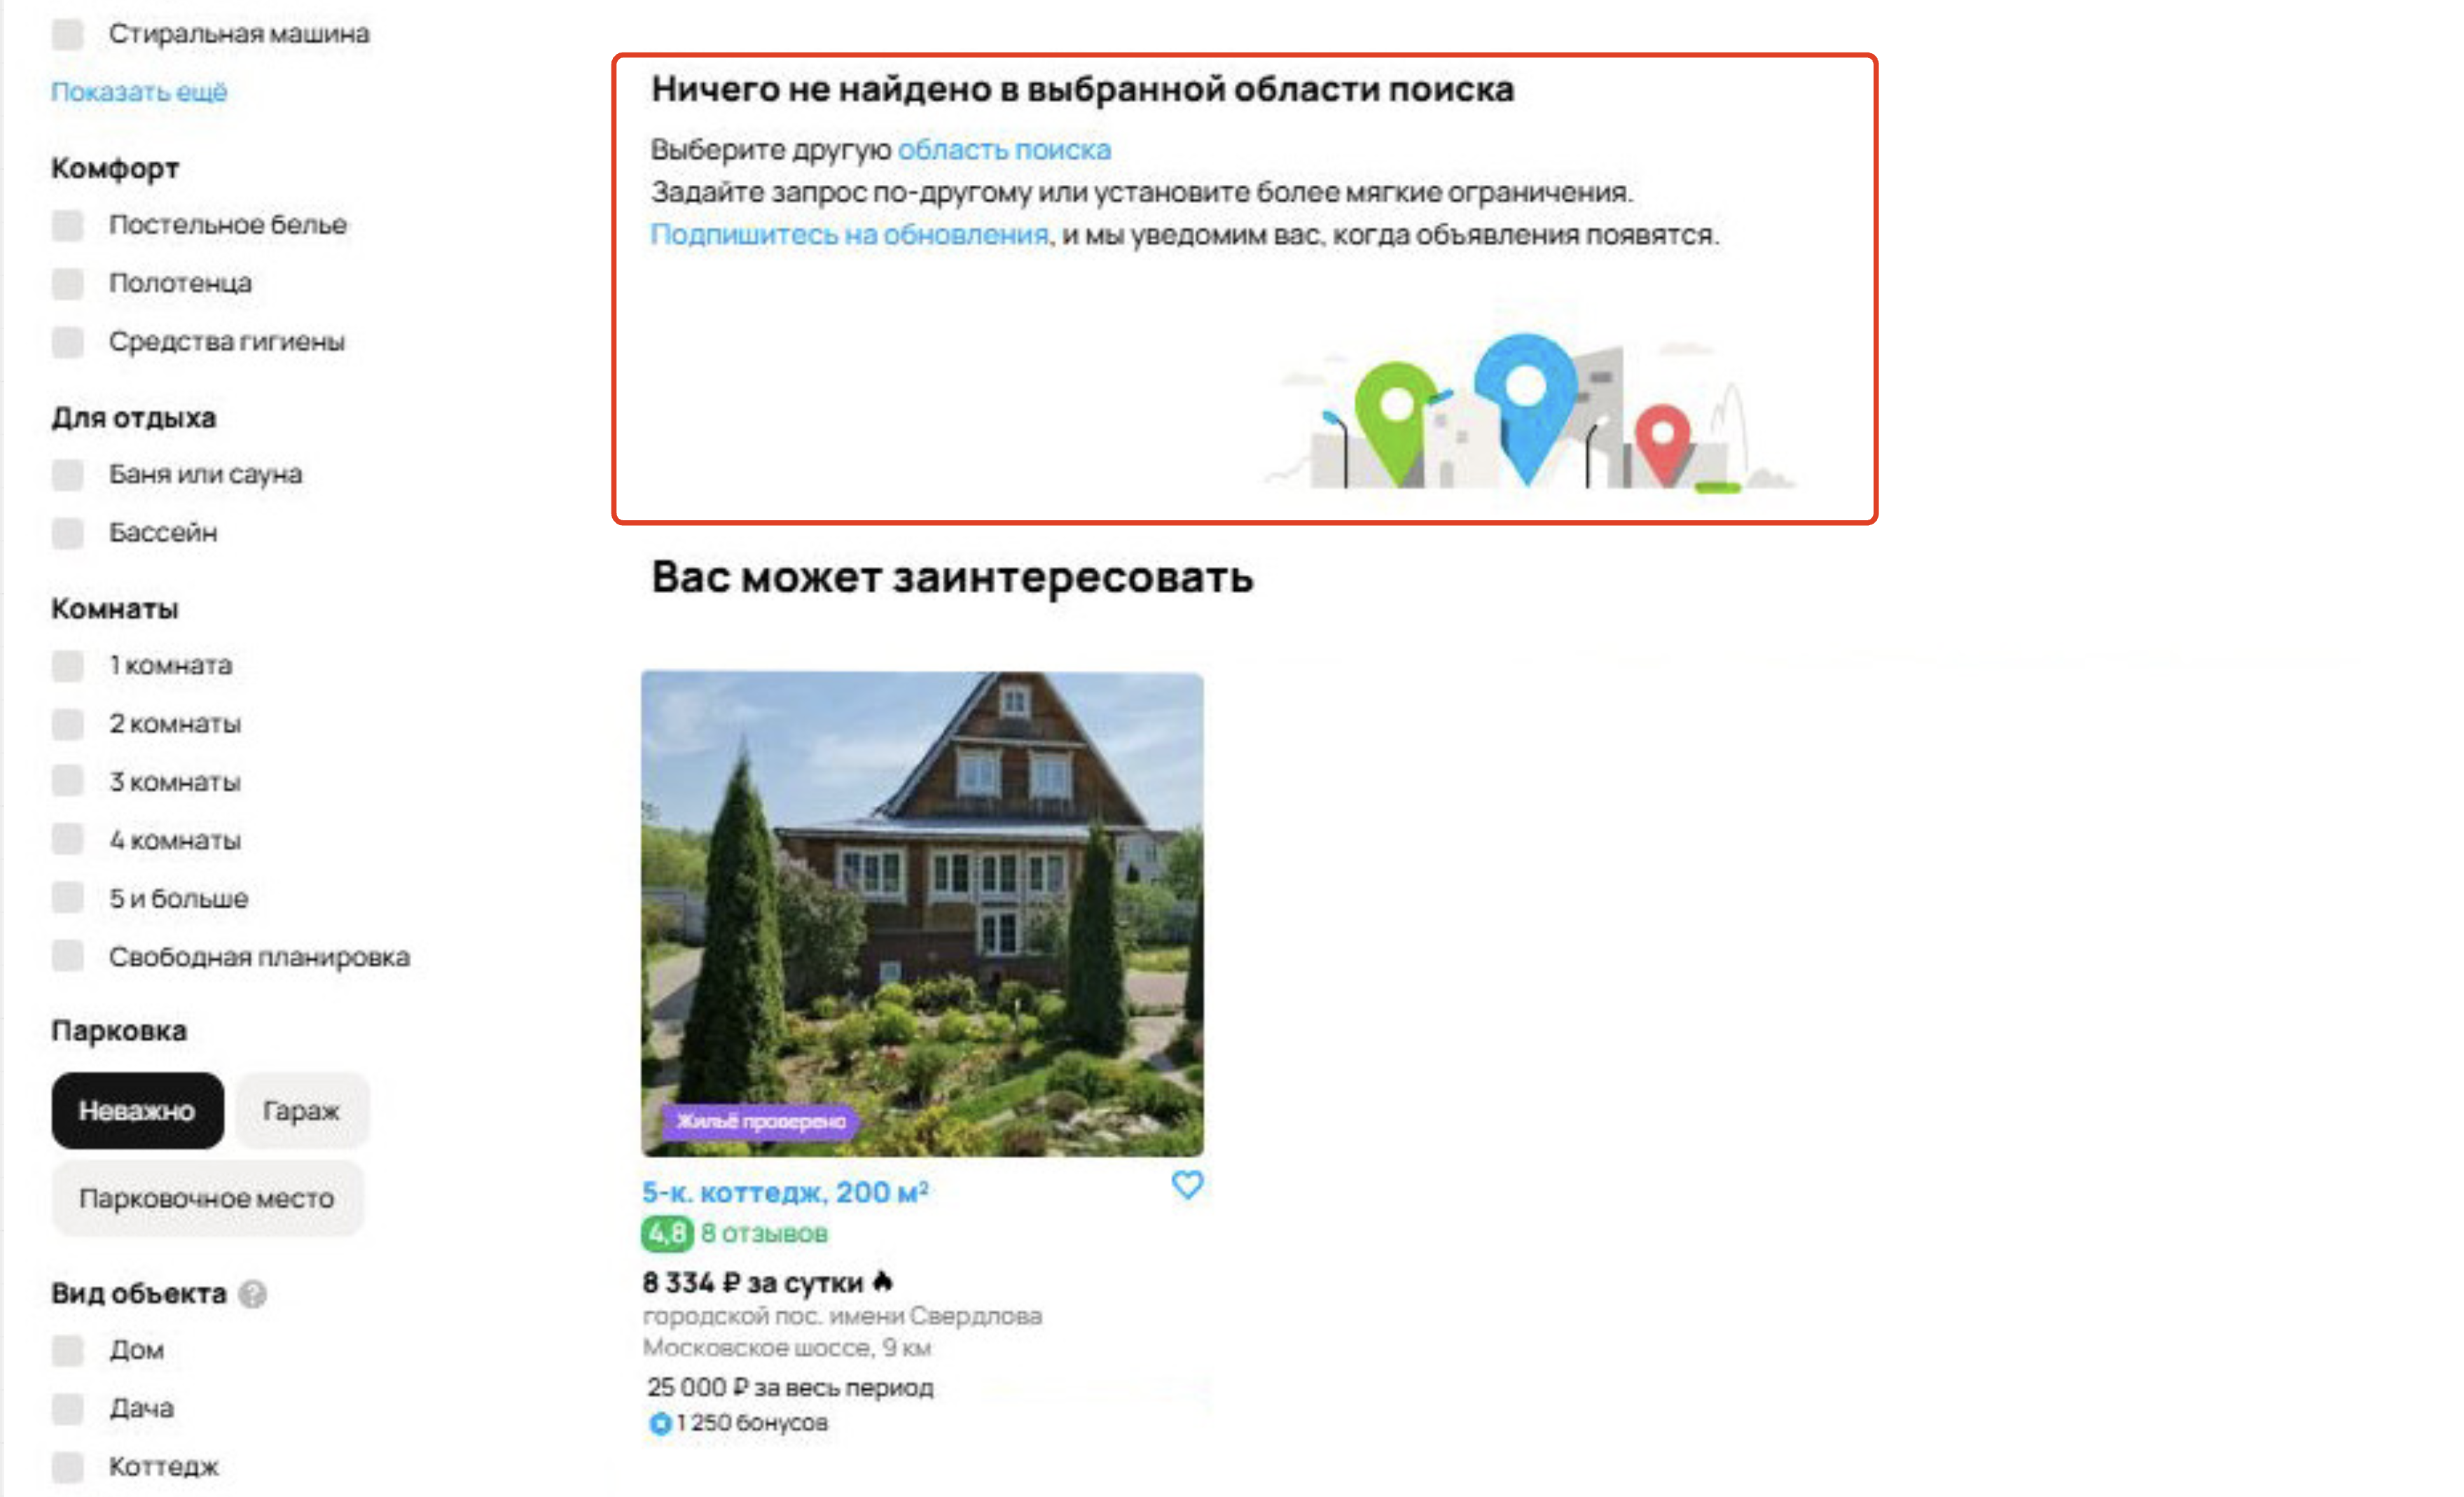 Стиральная машина
Показать ещё
Комфорт
Постельное белье
Полотенца
Средства гигиены
Для отдыха
Баня или сауна
Бассейн
Комнаты
1 комната
2 комнаты
3 комнаты
4 комнаты
5 и больше
Свободная планировка
Парковка
Неважно
Гараж
Парковочное место
Вид объекта ?
Дом
Дача
Коттедж
Ничего не найдено в выбранной области поиска
Выберите другую область поиска
Задайте запрос по-другому или установите более мягкие ограничения.
Подпишитесь на обновления, и мы уведомим вас, когда объявления появятся.
Вас может заинтересовать
Жильё проверено
5-к. коттедж, 200 м²
4,8 8 отзывов
8 334 ₽ за сутки
городской пос. имени Свердлова
Московское шоссе, 9 км
25 000 ₽ за весь период
1 250 бонусов